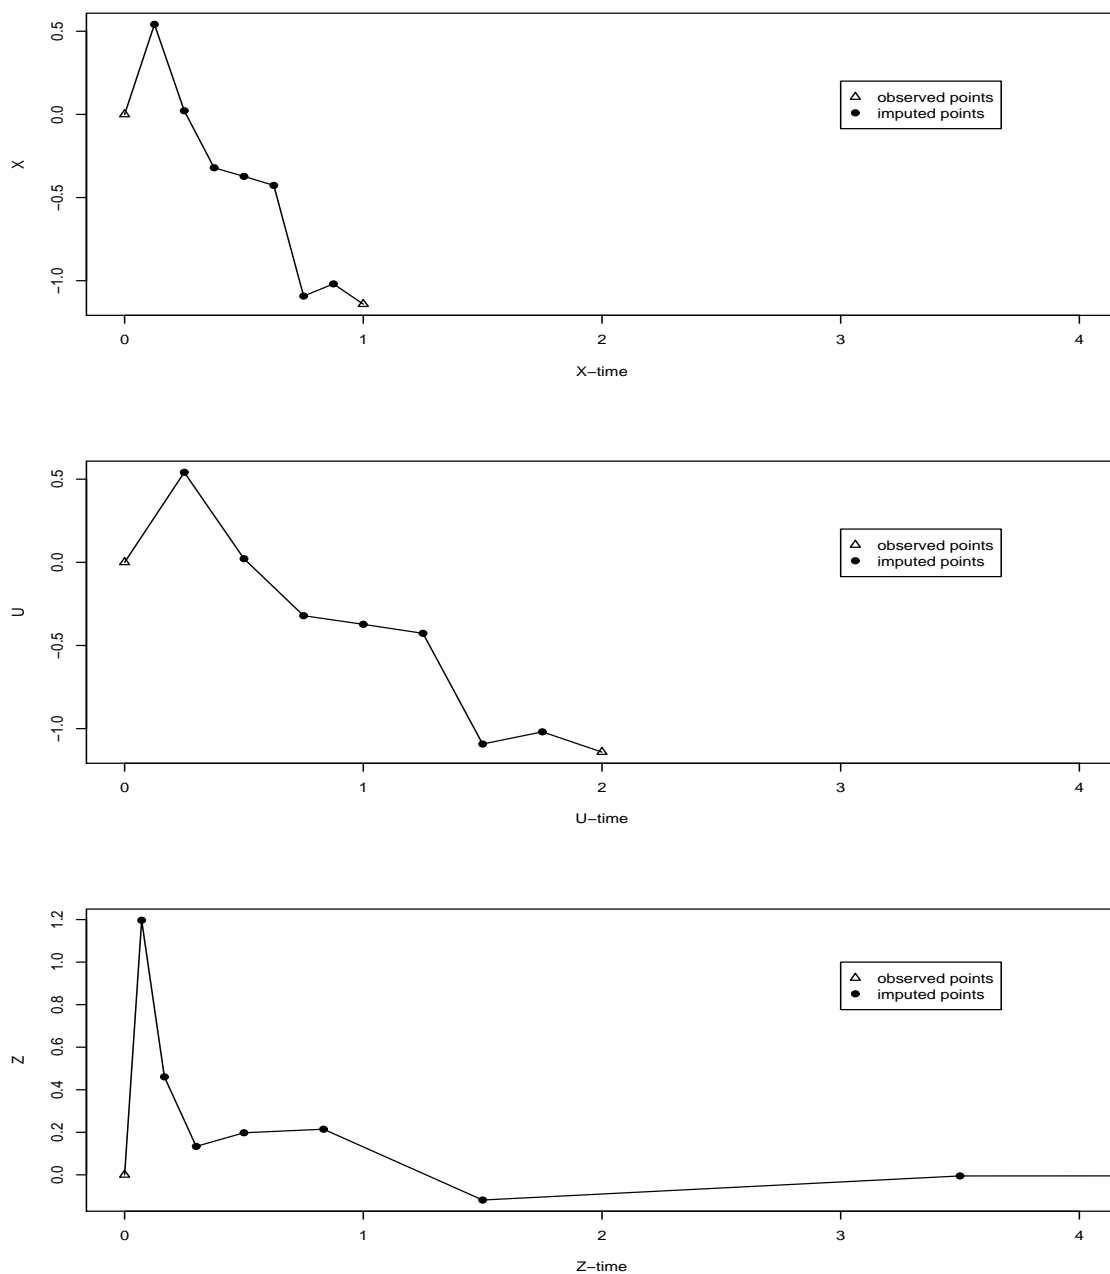 0.5
0.0
−0.5
−1.0
X
observed points
imputed points
0 1 2 3 4
X−time
0.5
0.0
−0.5
−1.0
U
observed points
imputed points
0 1 2 3 4
U−time
1.2
1.0
0.8
0.6
0.4
0.2
0.0
Z
observed points
imputed points
0 1 2 3 4
Z−time